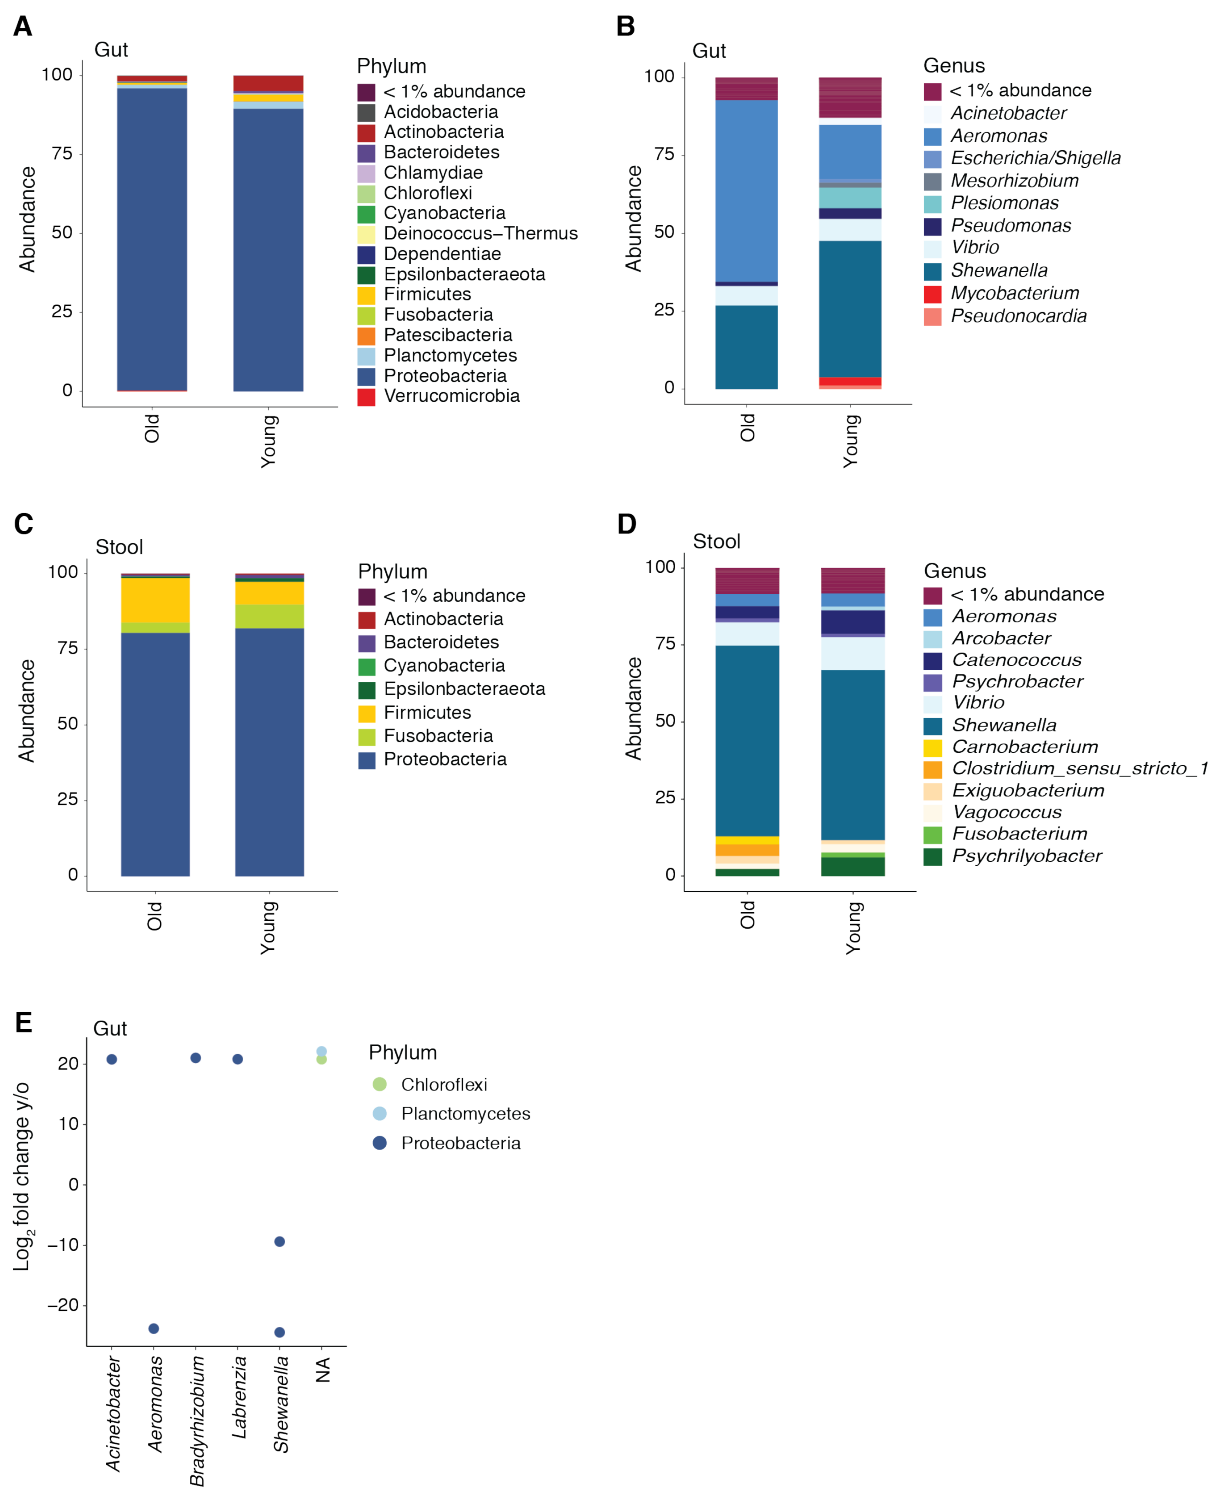 A
Gut
Abundance
100
75
50
25
0
Old
Young
Phylum
< 1% abundance
Acidobacteria
Actinobacteria
Bacteroidetes
Chlamydiae
Chloroflexi
Cyanobacteria
Deinococcus–Thermus
Dependentiae
Epsilonbacteraeota
Firmicutes
Fusobacteria
Patescibacteria
Planctomycetes
Proteobacteria
Verrucomicrobia
B
Gut
Abundance
100
75
50
25
0
Old
Young
Genus
< 1% abundance
Acinetobacter
Aeromonas
Escherichia/Shigella
Mesorhizobium
Plesiomonas
Pseudomonas
Vibrio
Shewanella
Mycobacterium
Pseudonocardia
C
Stool
Abundance
100
75
50
25
0
Old
Young
Phylum
< 1% abundance
Actinobacteria
Bacteroidetes
Cyanobacteria
Epsilonbacteraeota
Firmicutes
Fusobacteria
Proteobacteria
D
Stool
Abundance
100
75
50
25
0
Old
Young
Genus
< 1% abundance
Aeromonas
Arcobacter
Catenococcus
Psychrobacter
Vibrio
Shewanella
Carnobacterium
Clostridium_sensu_stricto_1
Exiguobacterium
Vagococcus
Fusobacterium
Psychrilyobacter
E
Gut
Log2 fold change y/o
20
10
0
−10
−20
Acinetobacter
Aeromonas
Bradyrhizobium
Labrenzia
Shewanella
NA
Phylum
Chloroflexi
Planctomycetes
Proteobacteria